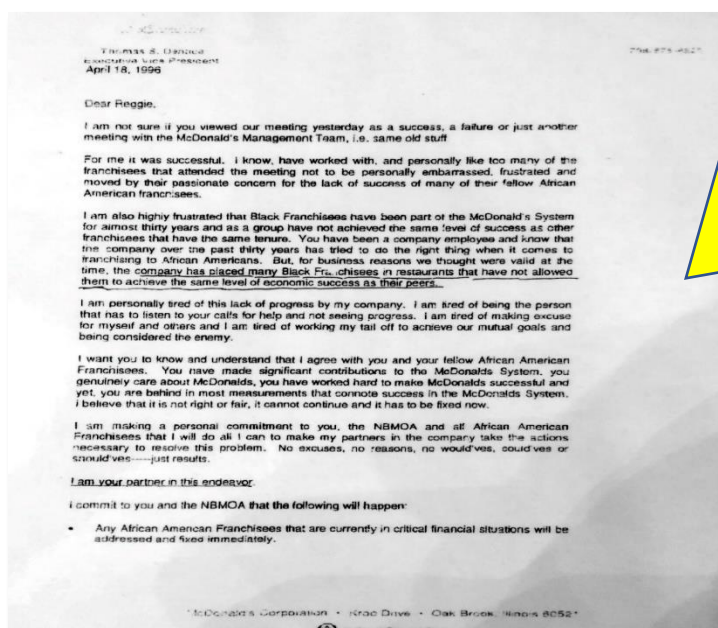 Thomas S. Dentice
Executive Vice President
April 18, 1996
Dear Reggie,
I am not sure if you viewed our meeting yesterday as a success, a failure or just another
meeting with the McDonald's Management Team, i.e. same old stuff
For me it was successful. I know, have worked with, and personally like too many of the
franchisees that attended the meeting not to be personally embarrassed, frustrated and
moved by their passionate concern for the lack of success of many of their fellow African
American franchisees.
I am also highly frustrated that Black Franchisees have been part of the McDonald's System
for almost thirty years and as a group have not achieved the same level of success as other
franchisees that have the same tenure. You have been a company employee and know that
the company over the past thirty years has tried to do the right thing when it comes to
franchising to African Americans. But, for business reasons we thought were valid at the
time, the company has placed many Black Franchisees in restaurants that have not allowed
them to achieve the same level of economic success as their peers.
I am personally tired of this lack of progress by my company. I am tired of being the person
that has to listen to your calls for help and not seeing progress. I am tired of making excuse
for myself and others and I am tired of working my tail off to achieve our mutual goals and
being considered the enemy.
I want you to know and understand that I agree with you and your fellow African American
Franchisees. You have made significant contributions to the McDonalds System, you
genuinely care about McDonalds, you have worked hard to make McDonalds successful and
yet, you are behind in most measurements that connote success in the McDonalds System.
I believe that it is not right or fair, it cannot continue and it has to be fixed now.
I am making a personal commitment to you, the NBMOA and all African American
Franchisees that I will do all I can to make my partners in the company take the actions
necessary to resolve this problem. No excuses, no reasons, no would'ves, could'ves or
should'ves-----just results.
I am your partner in this endeavor.
I commit to you and the NBMOA that the following will happen:
• Any African American Franchisees that are currently in critical financial situations will be
addressed and fixed immediately.
McDonald's Corporation • Kroc Drive • Oak Brook, Illinois 60521